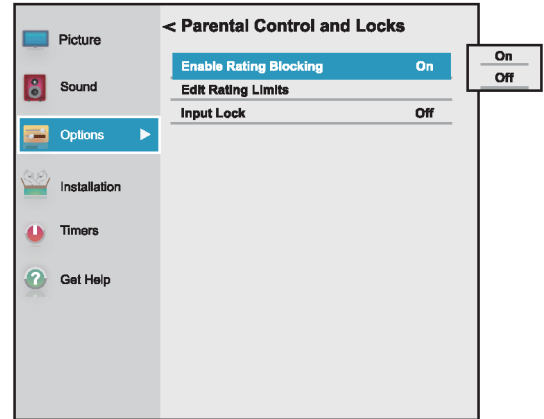 < Parental Control and Locks
Picture
Sound
Options
Installation
Timers
Get Help
Enable Rating Blocking On
Edit Rating Limits
Input Lock Off
On
Off